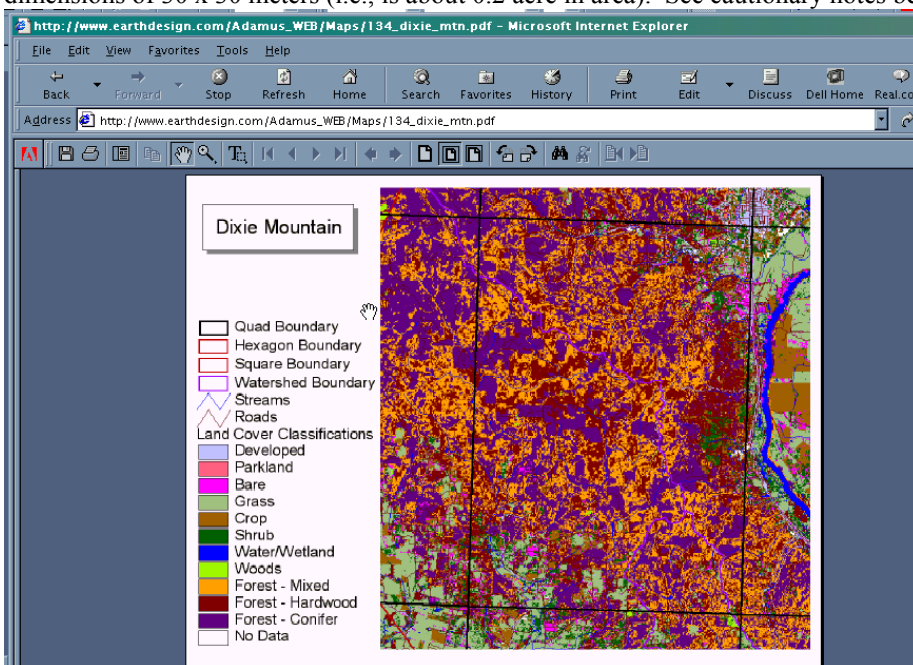 dimensions of 30 x 30 meters (i.e., is about 0.2 acre in area). See cautionary notes be
http://www.earthdesign.com/Adamus_WEB/Maps/134_dixie_mtn.pdf - Microsoft Internet Explorer
File Edit View Favorites Tools Help
Back Forward Stop Refresh Home Search Favorites History Print Edit Discuss Dell Home Real.co
Address http://www.earthdesign.com/Adamus_WEB/Maps/134_dixie_mtn.pdf
Dixie Mountain
Quad Boundary
Hexagon Boundary
Square Boundary
Watershed Boundary
Streams
Roads
Land Cover Classifications
Developed
Parkland
Bare
Grass
Crop
Shrub
Water/Wetland
Woods
Forest - Mixed
Forest - Hardwood
Forest - Conifer
No Data